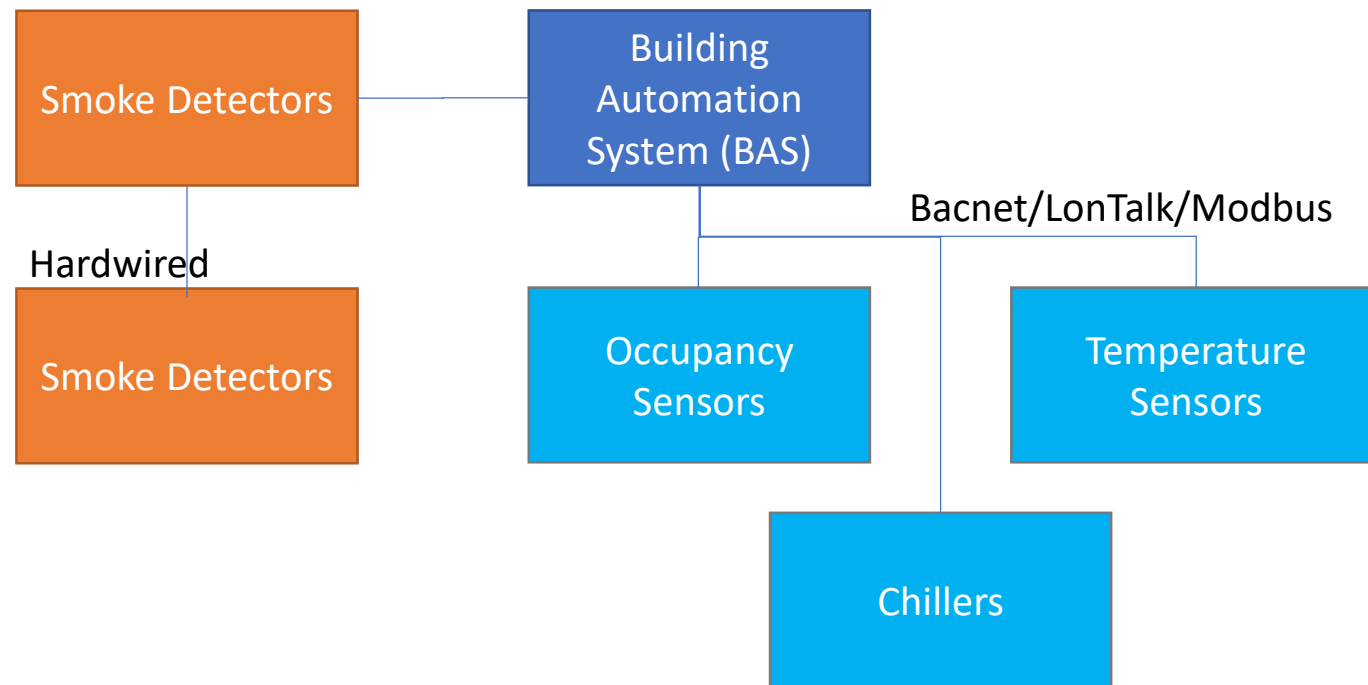 Smoke Detectors
Building
Automation
System (BAS)
Bacnet/LonTalk/Modbus
Hardwired
Smoke Detectors
Occupancy
Sensors
Temperature
Sensors
Chillers